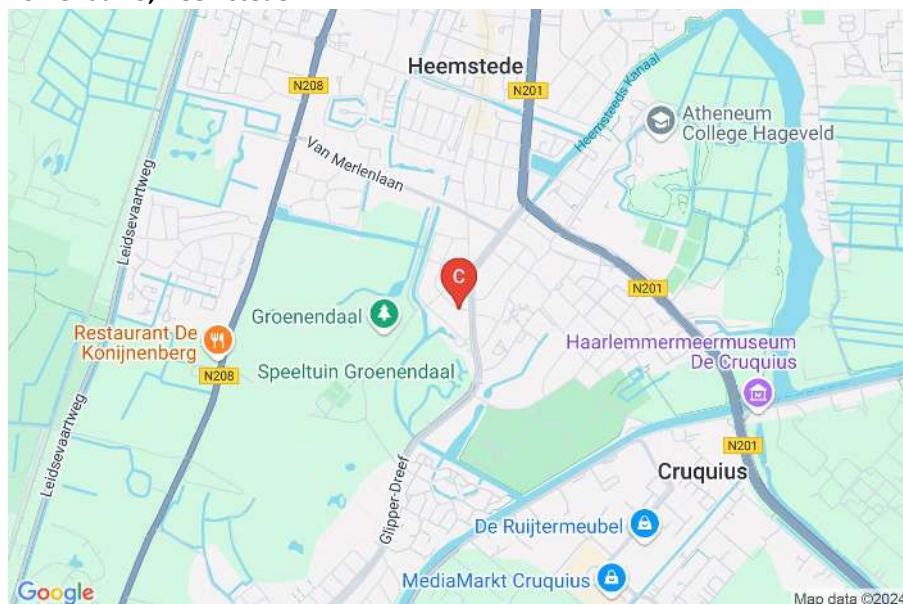 Heemstede
N208
N201
Heemsteeds Kanaal
Atheneum
College Hageveld
Van Merlenlaan
Leidsevaartweg
C
N201
Groenendaal
Restaurant De
Konijnenberg
Haarlemmermeermuseum
De Cruquius
N208
Speeltuin Groenendaal
N201
Cruquius
Leidsevaartweg
Glipper-Dreef
De Ruijtermeubel
MediaMarkt Cruquius
Google
Map data ©2024